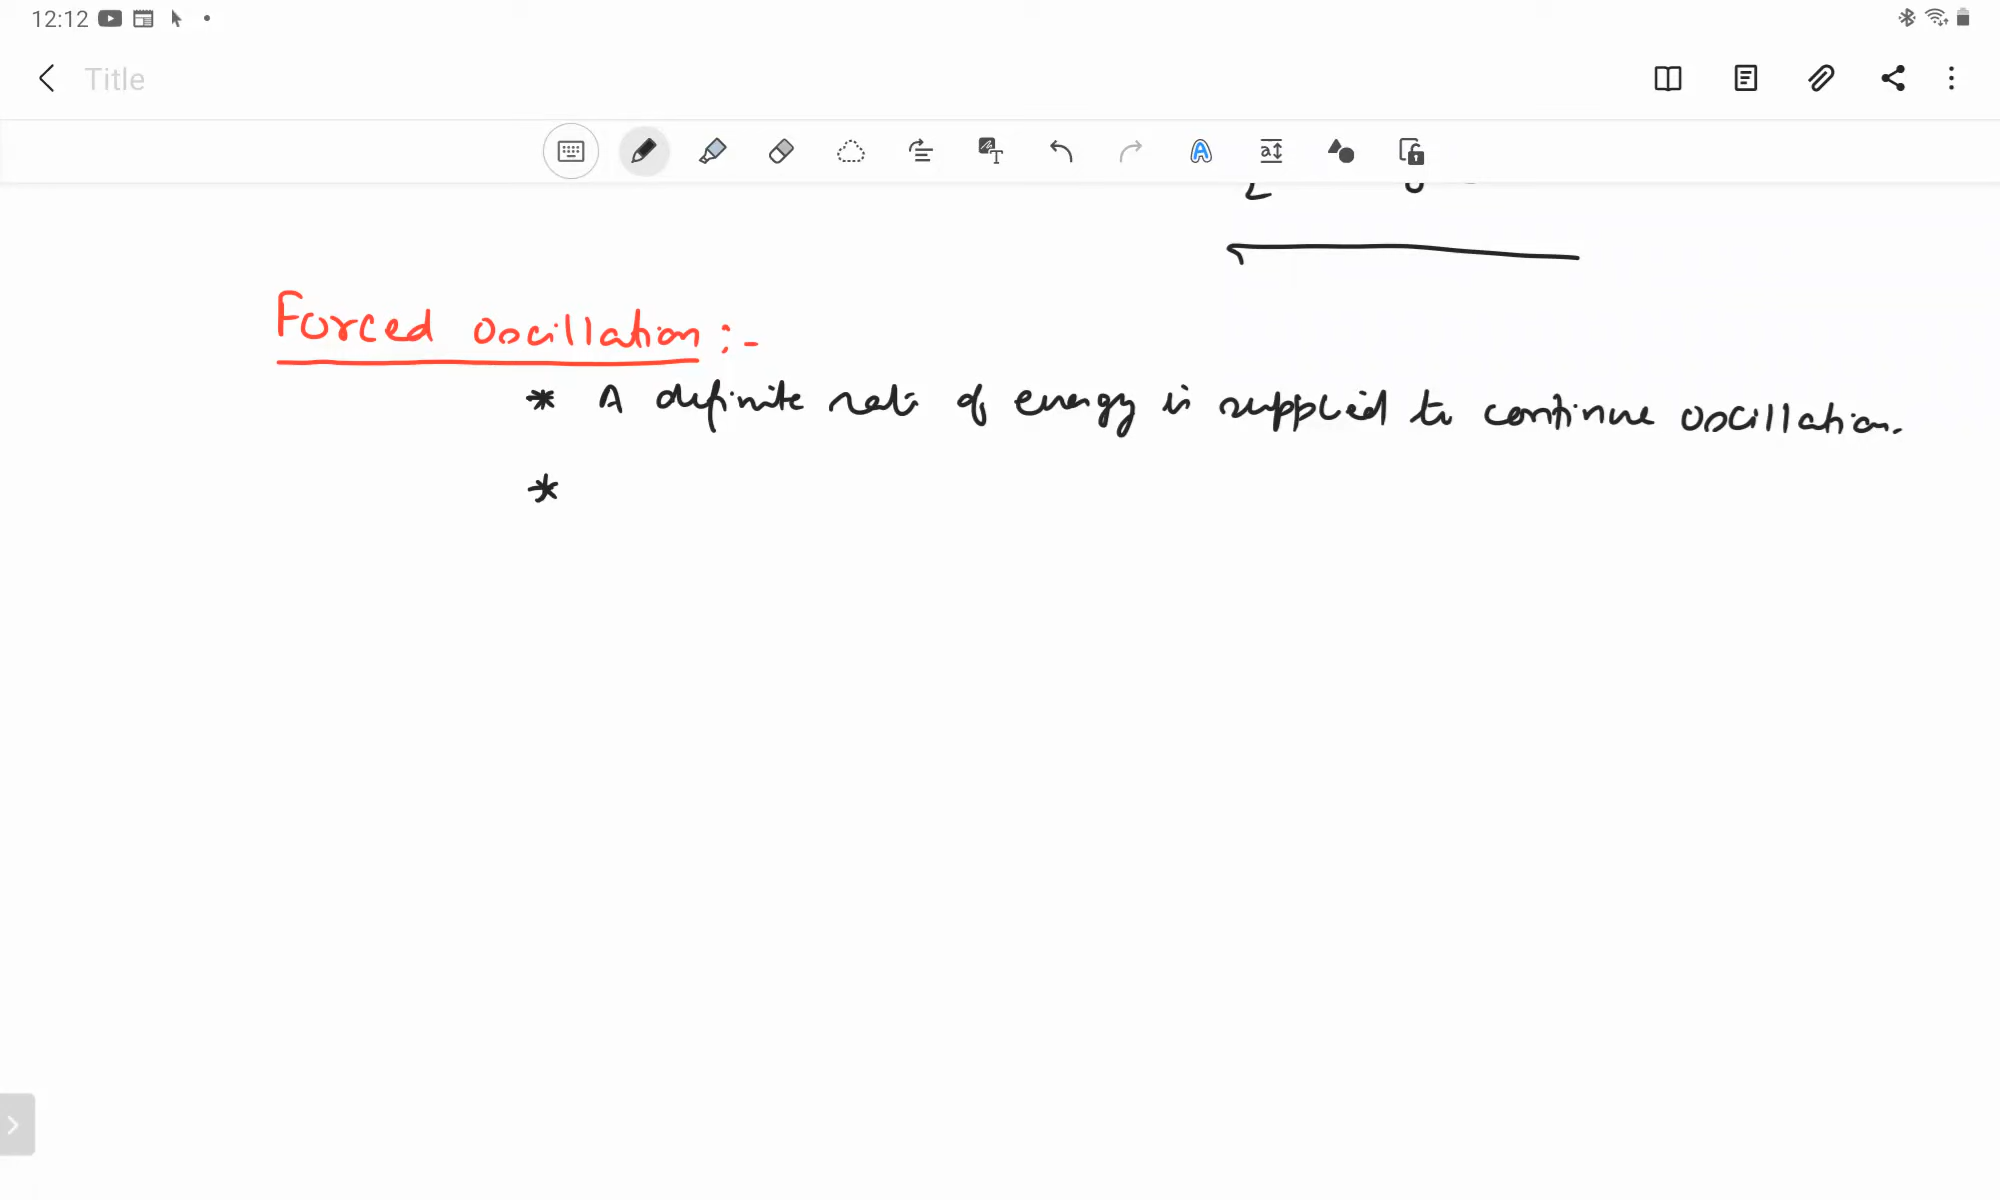 12:12
Title
Forced oscillation :-
* A definite rate of energy is supplied to continue oscillation.
*